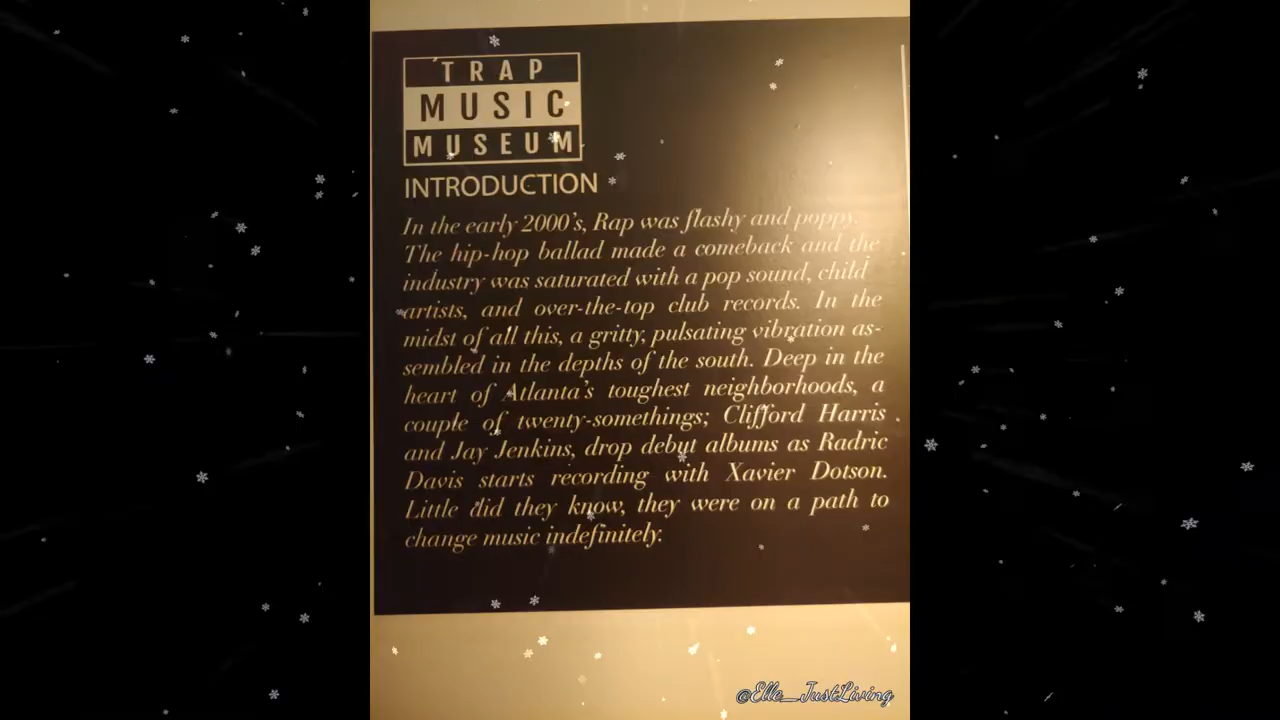 TRAP
MUSIC
MUSEUM
INTRODUCTION
In the early 2000's, Rap was flashy and poppy.
The hip-hop ballad made a comeback and the
industry was saturated with a pop sound, child
artists, and over-the-top club records. In the
midst of all this, a gritty, pulsating vibration as-
sembled in the depths of the south. Deep in the
heart of Atlanta's toughest neighborhoods, a
couple of twenty-somethings; Clifford Harris
and Jay Jenkins, drop debut albums as Radric
Davis starts recording with Xavier Dotson.
Little did they know, they were on a path to
change music indefinitely.
@Elle_JustLiving